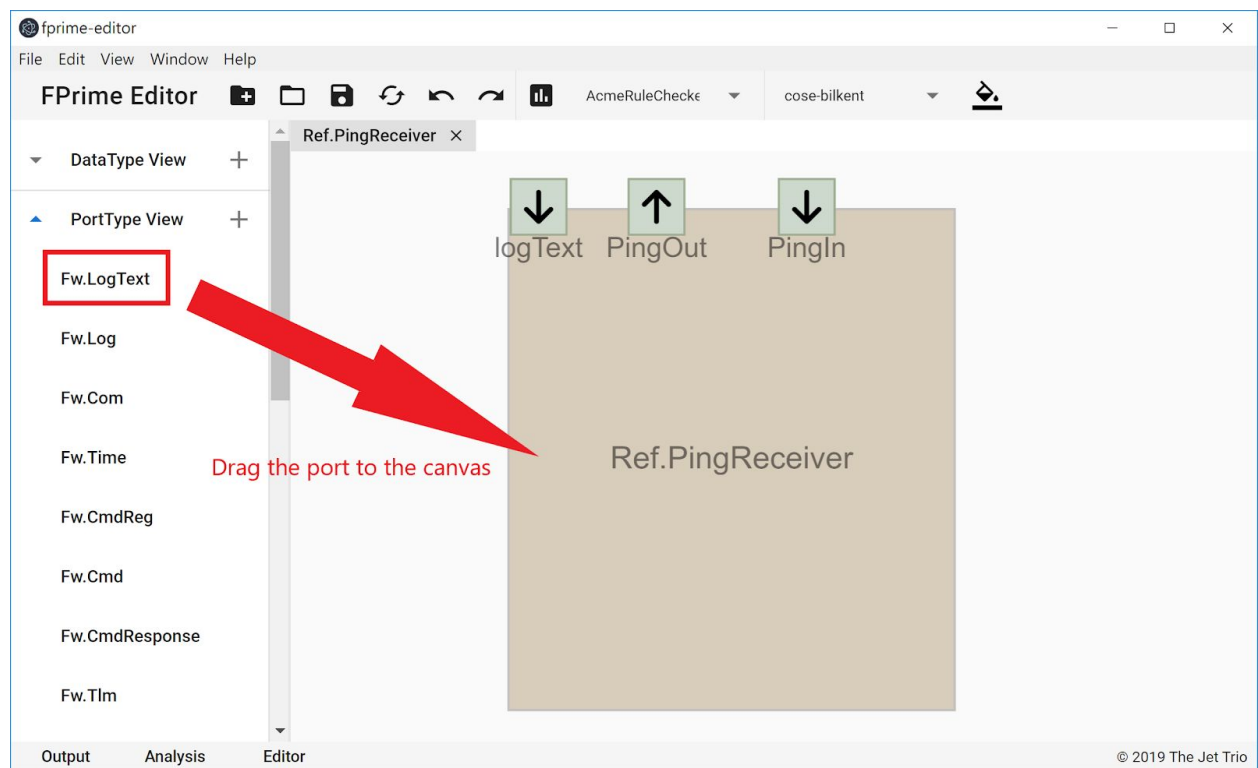 fprime-editor
File Edit View Window Help
FPrime Editor AcmeRuleChecke cose-bilkent
Ref.PingReceiver ×
DataType View
PortType View
Fw.LogText
Fw.Log
Fw.Com
Fw.Time
Fw.CmdReg
Fw.Cmd
Fw.CmdResponse
Fw.Tlm
logText PingOut PingIn
Drag the port to the canvas
Ref.PingReceiver
Output Analysis Editor
© 2019 The Jet Trio